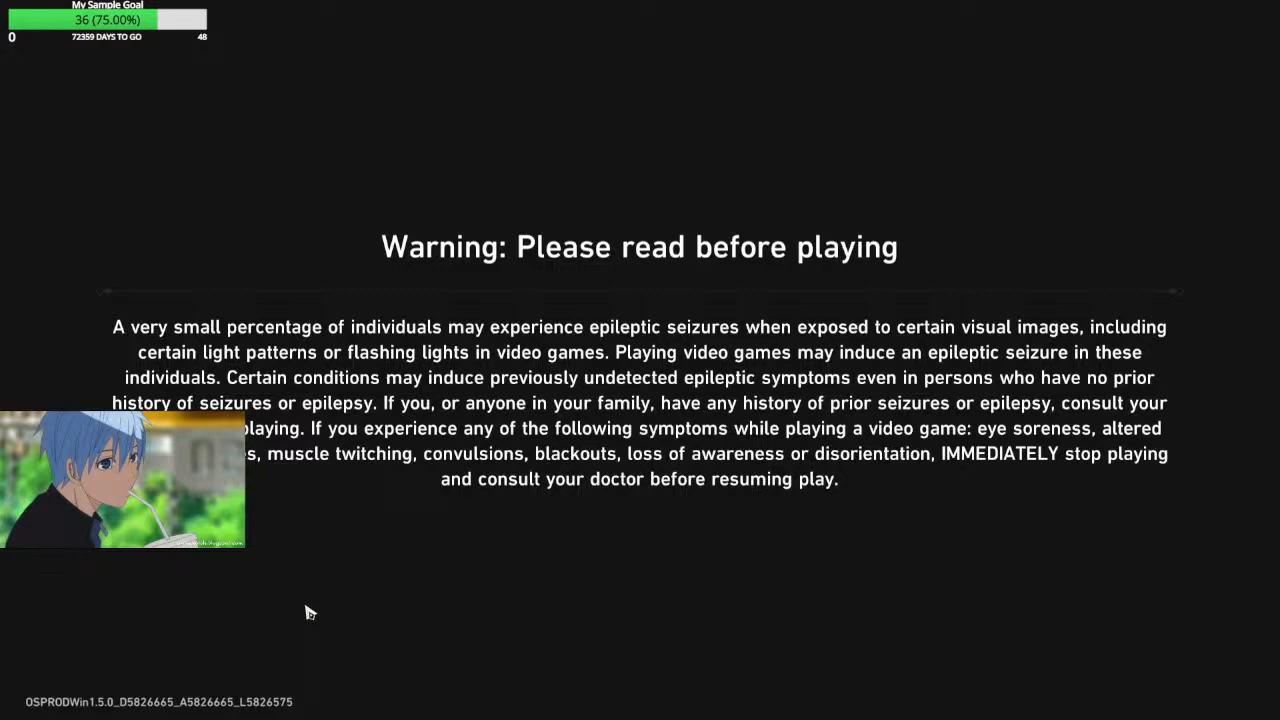 My Sample Goal
36 (75.00%)
0 72359 DAYS TO GO 48
Warning: Please read before playing
A very small percentage of individuals may experience epileptic seizures when exposed to certain visual images, including
certain light patterns or flashing lights in video games. Playing video games may induce an epileptic seizure in these
individuals. Certain conditions may induce previously undetected epileptic symptoms even in persons who have no prior
history of seizures or epilepsy. If you, or anyone in your family, have any history of prior seizures or epilepsy, consult your
playing. If you experience any of the following symptoms while playing a video game: eye soreness, altered
s, muscle twitching, convulsions, blackouts, loss of awareness or disorientation, IMMEDIATELY stop playing
and consult your doctor before resuming play.
OSPRODWin1.5.0_D5826665_A5826665_L5826575